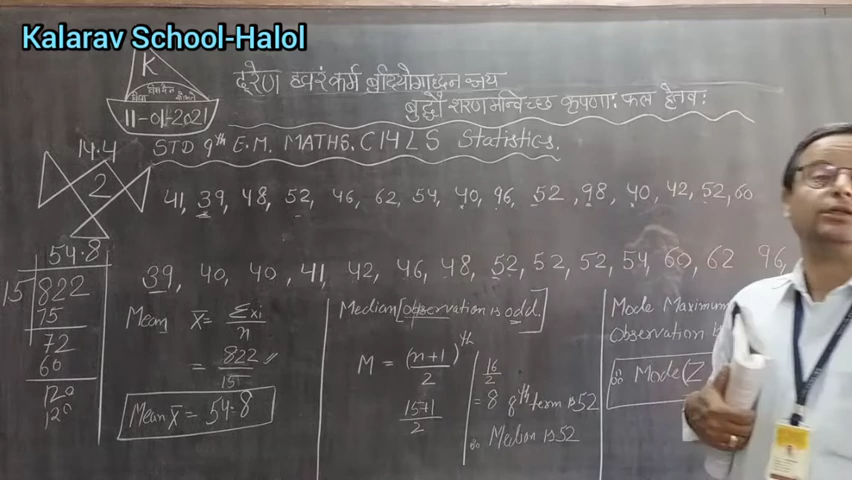 Kalarav School-Halol
K
11-01-2021
14.4
2
STD 9th E.M. MATHS. C 14 L 5 Statistics.
41, 39, 48, 52, 46, 62, 54, 40, 96, 52, 98, 40, 42, 52, 60
39, 40, 40, 41, 42, 46, 48, 52, 52, 52, 54, 60, 62 96,
54.8
15 822
75
72
60
120
120
Mean x̄ = Σxi/n
= 822/15
Mean x̄ = 54.8
Median [observation is odd.]
M = (n+1/2)th
15+1/2
16/2
= 8 8th term is 52
∴ Median is 52
Mode Maximum
Observation is
∴ Mode (Z